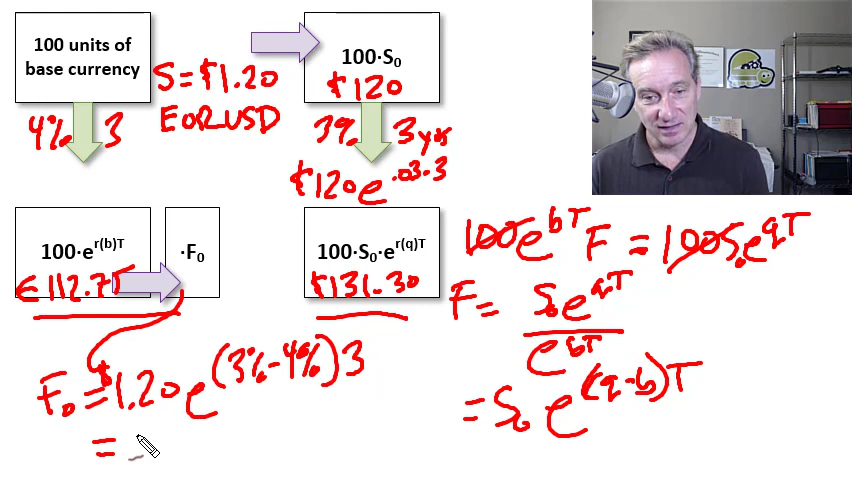 100 units of
base currency
S = $1.20
EURUSD
100·S₀
$120
4% 3
3% 3 yrs
$120e^.03·3
100·e^r(b)T
·F₀
€112.75
100·S₀·e^r(q)T
$131.30
100e^bT F = 100S₀e^qT
F = S₀e^qT
e^bT
= S₀ e^(q-b)T
F₀ = $1.20 e^(3%-4%)3
=